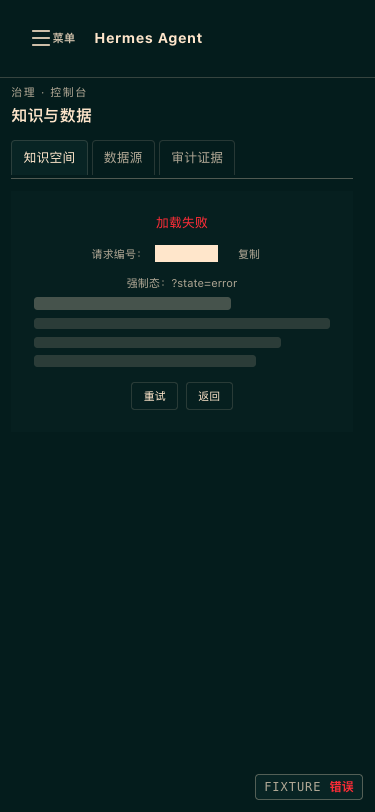 菜单 Hermes Agent
治理 · 控制台
知识与数据
知识空间 数据源 审计证据
加载失败
请求编号： 复制
强制态：?state=error
重试 返回
FIXTURE 错误